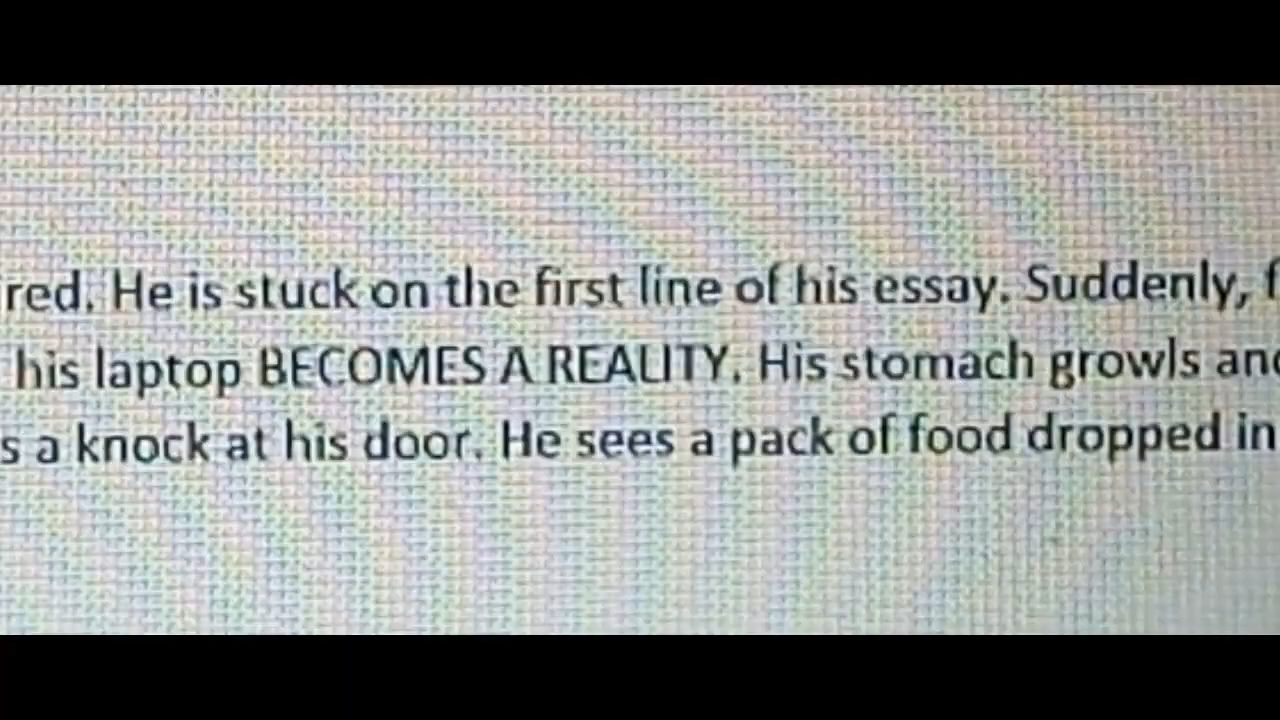 red. He is stuck on the first line of his essay. Suddenly,
his laptop BECOMES A REALITY. His stomach growls and
s a knock at his door. He sees a pack of food dropped in